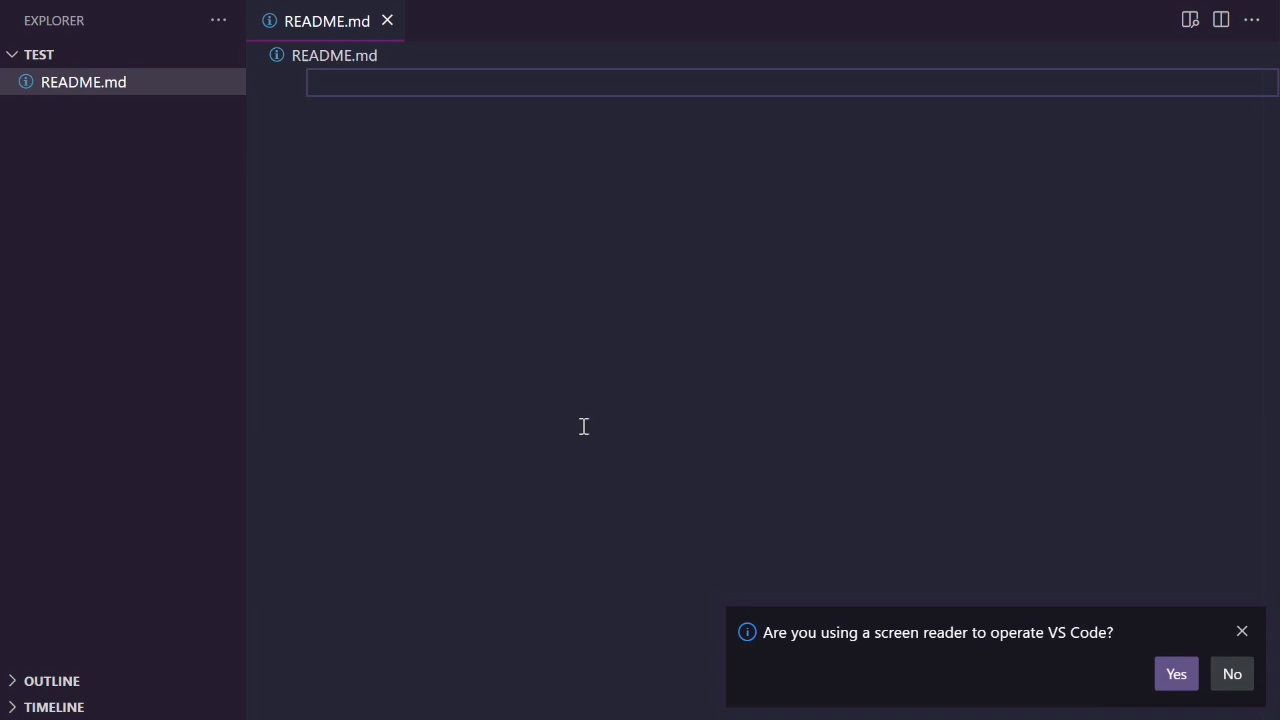 EXPLORER
README.md
TEST
README.md
README.md
Are you using a screen reader to operate VS Code?
Yes No
OUTLINE
TIMELINE